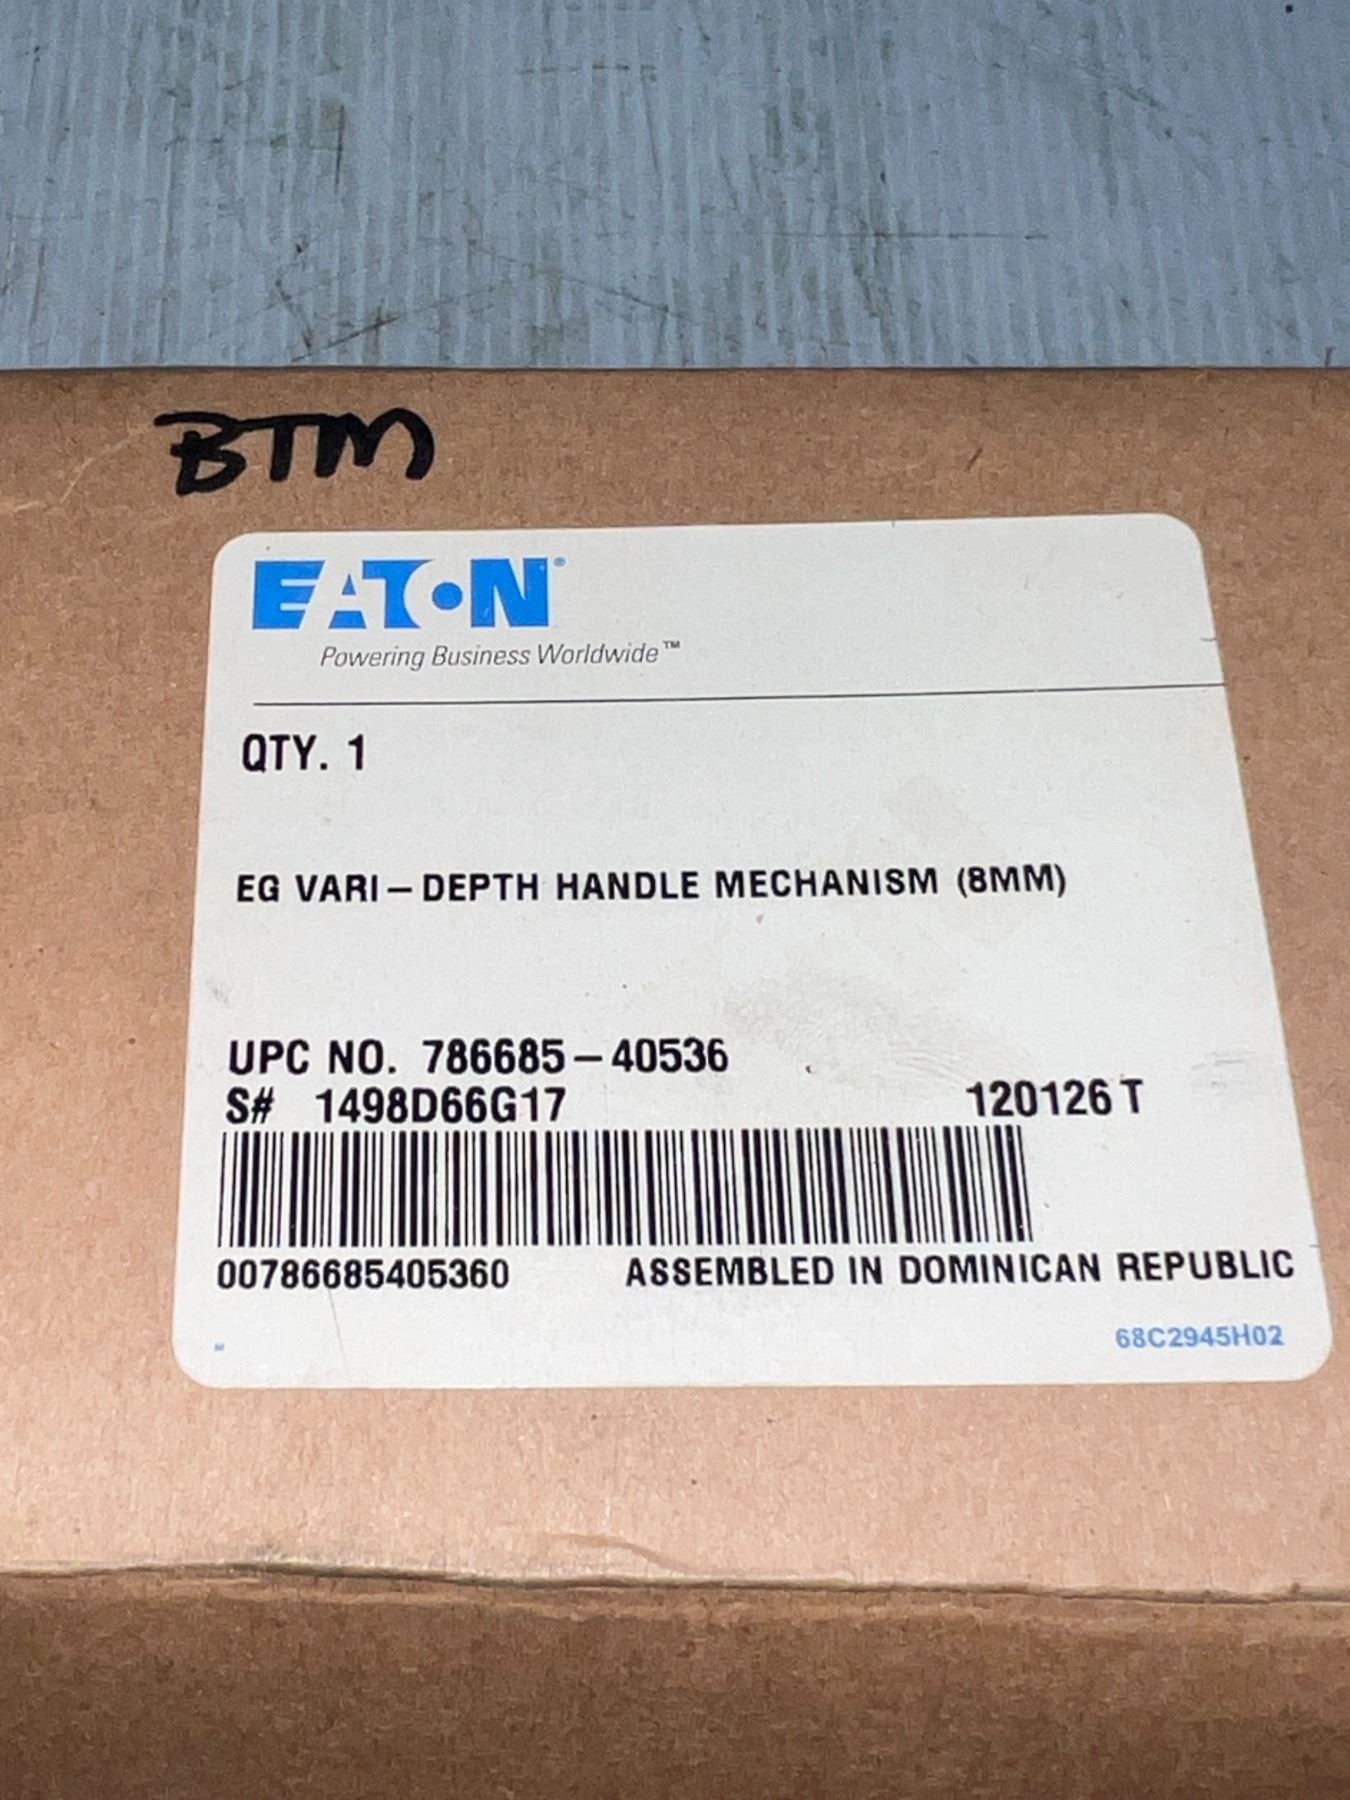 BTM
EATON®
Powering Business Worldwide™
QTY. 1
EG VARI-DEPTH HANDLE MECHANISM (8MM)
UPC NO. 786685-40536
S# 1498D66G17 120126 T
00786685405360 ASSEMBLED IN DOMINICAN REPUBLIC
68C2945H02